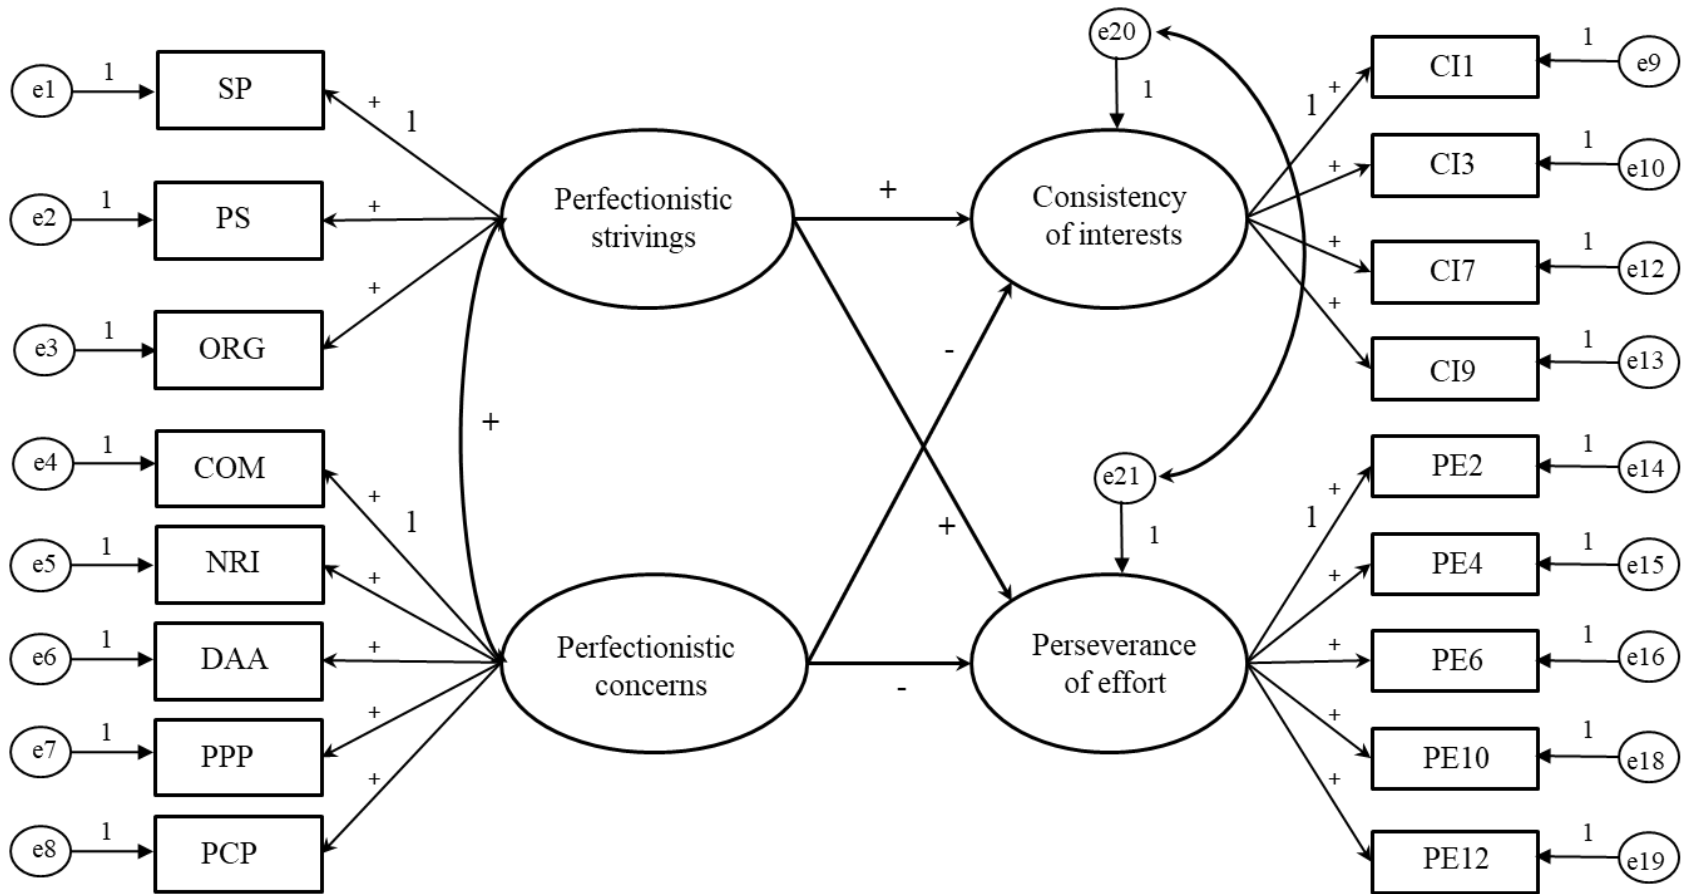 e1
1
SP
+
1
e2
1
PS
+
e3
1
ORG
+
e4
1
COM
+
1
e5
1
NRI
+
e6
1
DAA
+
e7
1
PPP
+
e8
1
PCP
+
+
Perfectionistic
strivings
Perfectionistic
concerns
+
-
+
-
e20
1
Consistency
of interests
e21
1
Perseverance
of effort
1
+
CI1
1
e9
+
CI3
1
e10
+
CI7
1
e12
+
CI9
1
e13
1
+
PE2
1
e14
+
PE4
1
e15
+
PE6
1
e16
+
PE10
1
e18
+
PE12
1
e19